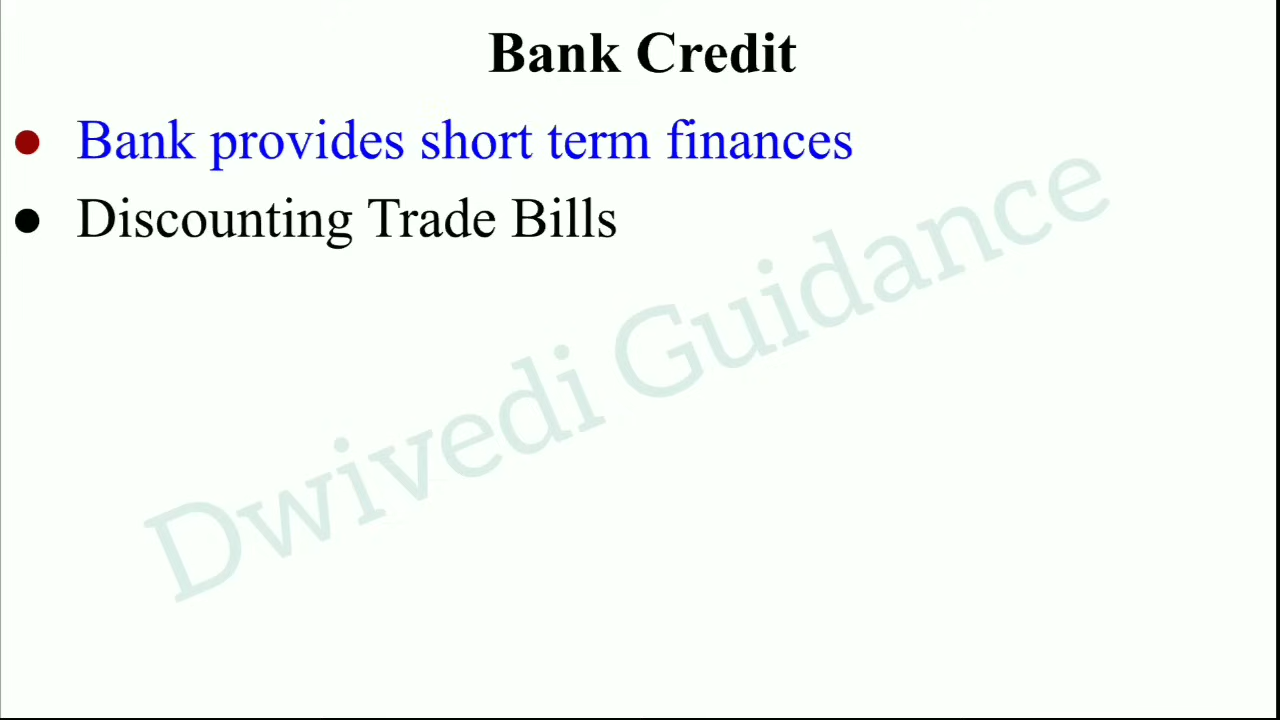 Bank Credit
● Bank provides short term finances
● Discounting Trade Bills
Dwivedi Guidance